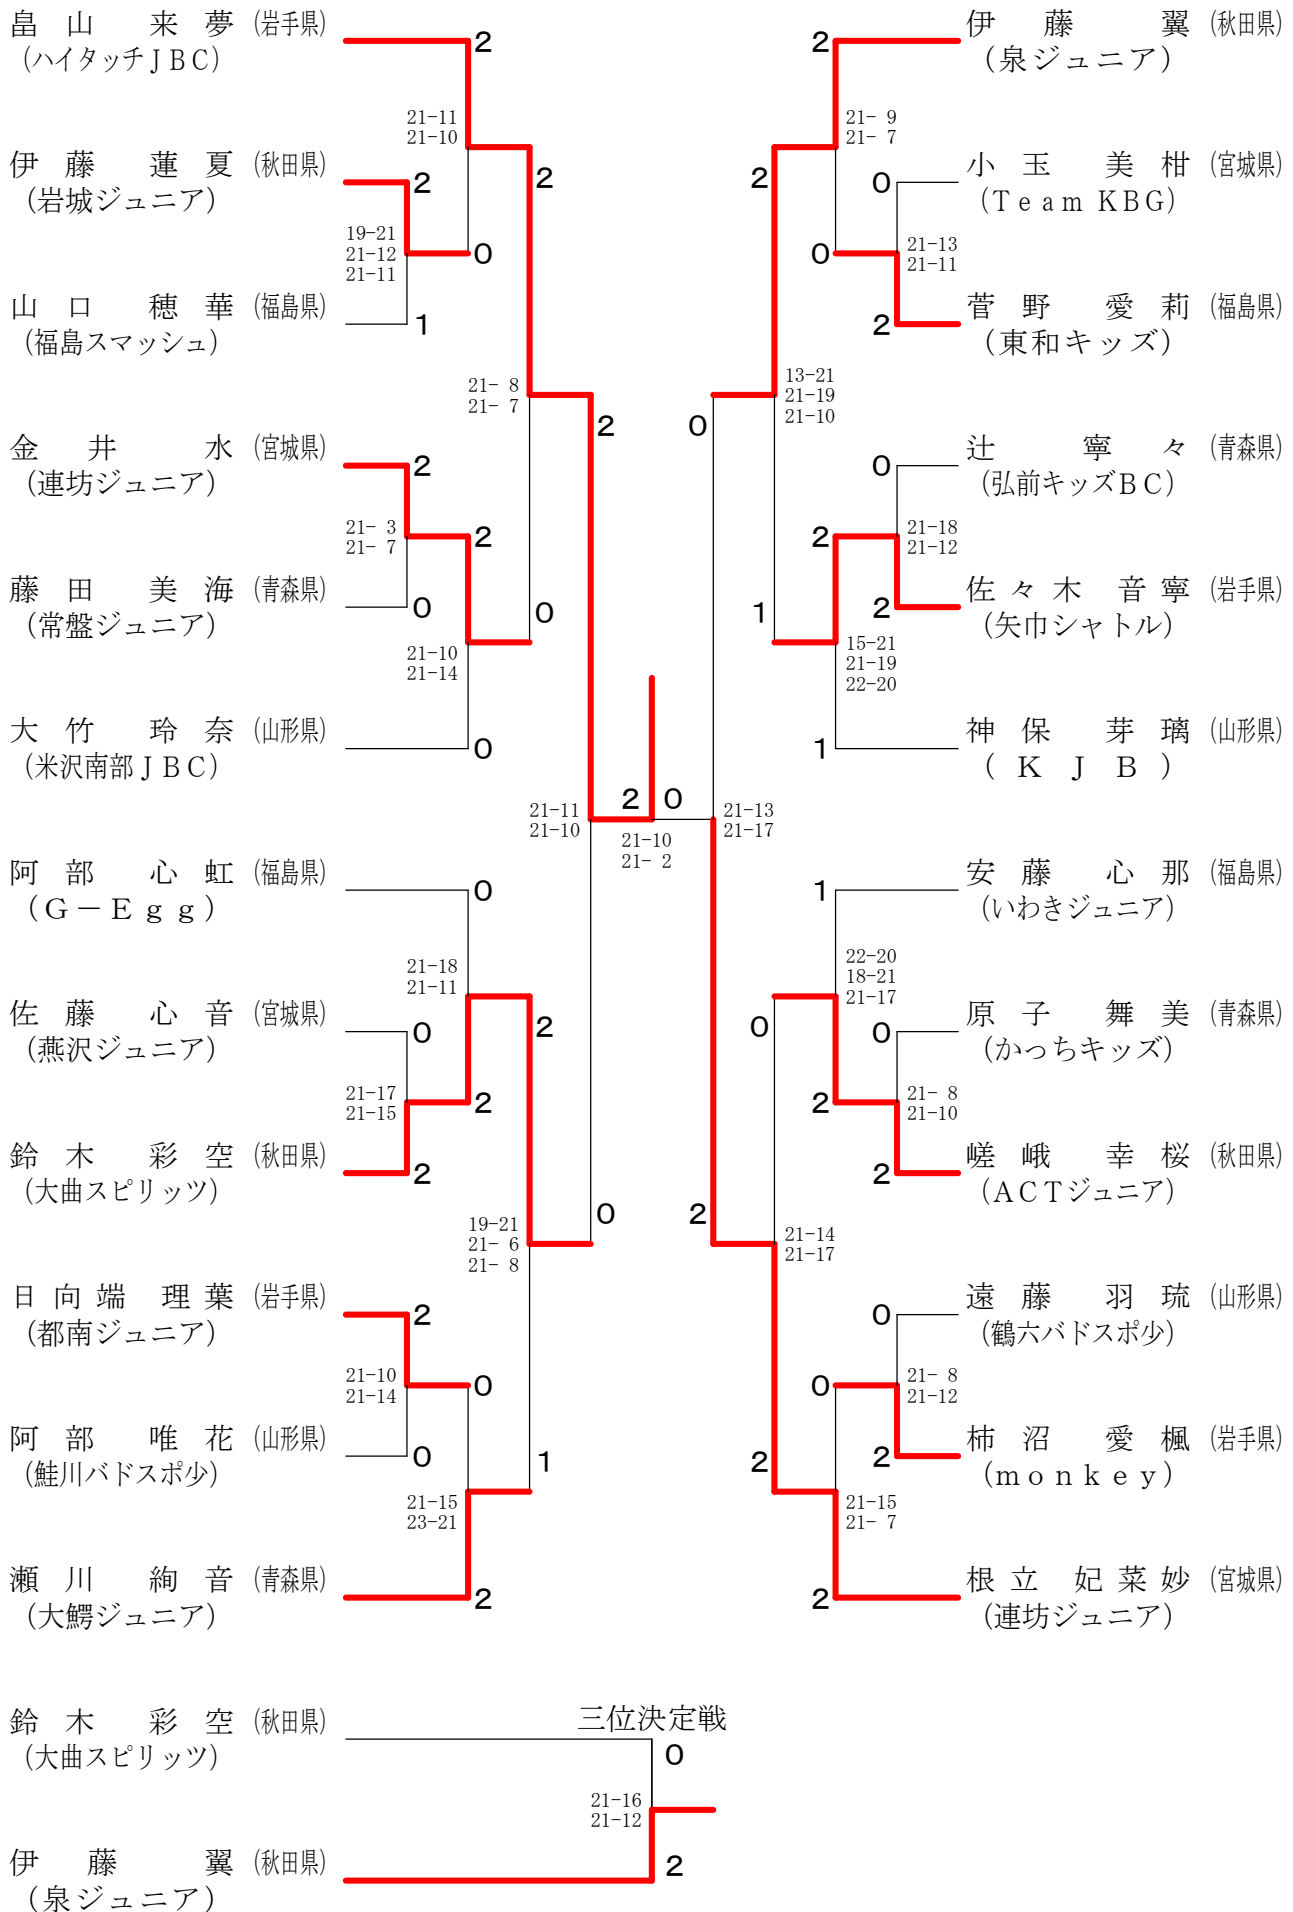 畠山 来夢 (岩手県)
(ハイタッチＪＢＣ)
2
21-11
21-10
伊藤 蓮夏 (秋田県)
(岩城ジュニア)
2
2
19-21
21-12
21-11
0
山口 穂華 (福島県)
(福島スマッシュ)
1
21- 8
21- 7
2
金井 水 (宮城県)
(連坊ジュニア)
2
21- 3
21- 7
2
藤田 美海 (青森県)
(常盤ジュニア)
0
0
21-10
21-14
大竹 玲奈 (山形県)
(米沢南部ＪＢＣ)
0
21-11
21-10
阿部 心虹 (福島県)
(Ｇ－Ｅｇｇ)
0
21-18
21-11
佐藤 心音 (宮城県)
(燕沢ジュニア)
0
2
21-17
21-15
2
鈴木 彩空 (秋田県)
(大曲スピリッツ)
2
0
19-21
21- 6
21- 8
日向端 理葉 (岩手県)
(都南ジュニア)
2
21-10
21-14
0
阿部 唯花 (山形県)
(鮭川バドスポ少)
0
1
21-15
23-21
瀬川 絢音 (青森県)
(大鰐ジュニア)
2
2 0
21-10
21- 2
伊藤 翼 (秋田県)
(泉ジュニア)
2
21- 9
21- 7
小玉 美柑 (宮城県)
(Ｔｅａｍ ＫＢＧ)
2
0
0
21-13
21-11
菅野 愛莉 (福島県)
(東和キッズ)
2
13-21
21-19
21-10
0
辻 寧々 (青森県)
(弘前キッズＢＣ)
0
2
21-18
21-12
佐々木 音寧 (岩手県)
(矢巾シャトル)
2
1
15-21
21-19
22-20
神保 芽璃 (山形県)
(ＫＪＢ)
1
21-13
21-17
安藤 心那 (福島県)
(いわきジュニア)
1
22-20
18-21
21-17
原子 舞美 (青森県)
(かっちキッズ)
0
0
2
21- 8
21-10
嵯峨 幸桜 (秋田県)
(ＡＣＴジュニア)
2
2
21-14
21-17
遠藤 羽琉 (山形県)
(鶴六バドスポ少)
0
0
21- 8
21-12
柿沼 愛楓 (岩手県)
(ｍｏｎｋｅｙ)
2
2
21-15
21- 7
根立 妃菜妙 (宮城県)
(連坊ジュニア)
2
三位決定戦
鈴木 彩空 (秋田県)
(大曲スピリッツ)
0
21-16
21-12
伊藤 翼 (秋田県)
(泉ジュニア)
2